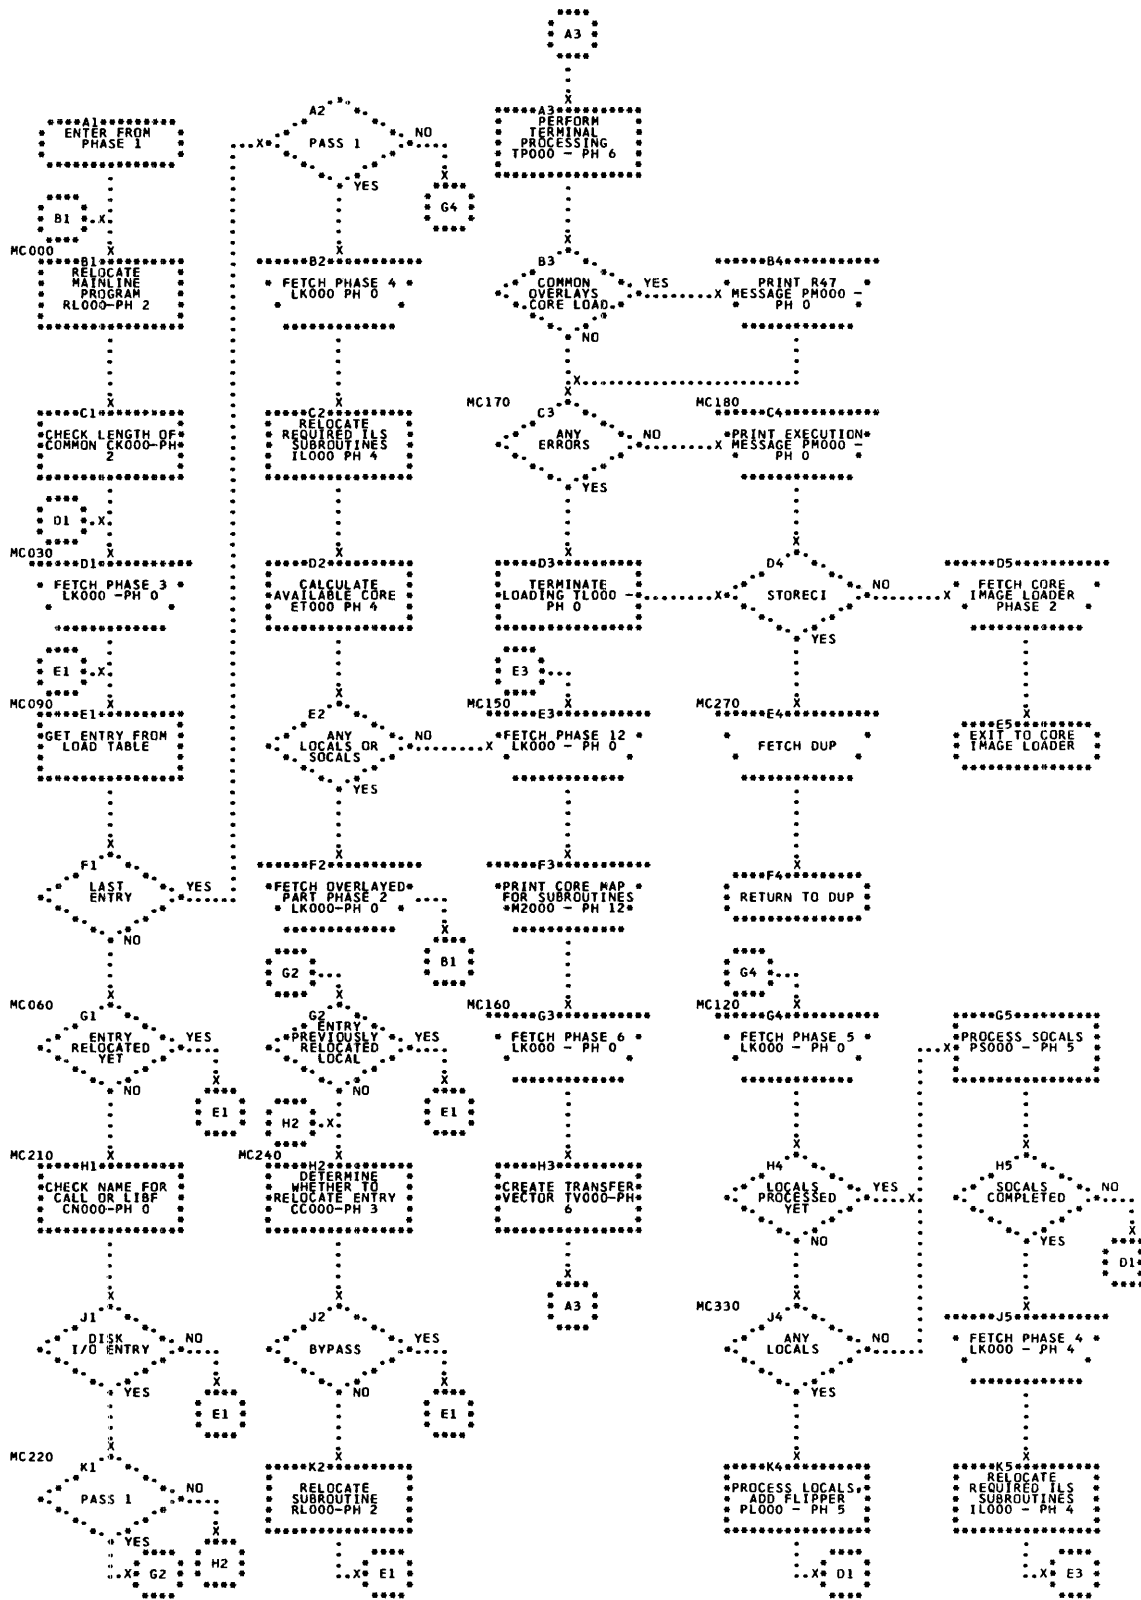 A3
A1
ENTER FROM
PHASE 1
B1
MC000
B1
RELOCATE
MAINLINE
PROGRAM
RL000-PH 2
C1
CHECK LENGTH OF
COMMON CK000-PH
2
D1
MC030
D1
FETCH PHASE 3
LK000 -PH 0
E1
MC090
E1
GET ENTRY FROM
LOAD TABLE
F1
LAST
ENTRY
YES
NO
MC060
G1
ENTRY
RELOCATED
YET
YES
NO
E1
MC210
H1
CHECK NAME FOR
CALL OR LIBF
CN000-PH 0
J1
DISK
I/O ENTRY
NO
YES
E1
MC220
K1
PASS 1
NO
YES
G2
H2
A2
PASS 1
NO
YES
G4
B2
FETCH PHASE 4
LK000 PH 0
C2
RELOCATE
REQUIRED ILS
SUBROUTINES
IL000 PH 4
D2
CALCULATE
AVAILABLE CORE
ET000 PH 4
E2
ANY
LOCALS OR
SOCALS
NO
YES
F2
FETCH OVERLAYED
PART PHASE 2
LK000-PH 0
B1
G2
G2
ENTRY
PREVIOUSLY
RELOCATED
LOCAL
YES
NO
E1
H2
MC240
H2
DETERMINE
WHETHER TO
RELOCATE ENTRY
CC000-PH 3
J2
BYPASS
YES
NO
E1
K2
RELOCATE
SUBROUTINE
RL000-PH 2
E1
A3
PERFORM
TERMINAL
PROCESSING
TP000 - PH 6
B3
COMMON
OVERLAYS
CORE LOAD
YES
NO
MC170
C3
ANY
ERRORS
NO
YES
D3
TERMINATE
LOADING TL000 -
PH 0
E3
MC150
E3
FETCH PHASE 12
LK000 - PH 0
F3
PRINT CORE MAP
FOR SUBROUTINES
M2000 - PH 12
MC160
G3
FETCH PHASE 6
LK000 - PH 0
H3
CREATE TRANSFER
VECTOR TV000-PH
6
A3
B4
PRINT R47
MESSAGE PM000 -
PH 0
MC180
C4
PRINT EXECUTION
MESSAGE PM000 -
PH 0
D4
STORECI
NO
YES
MC270
E4
FETCH DUP
F4
RETURN TO DUP
G4
MC120
G4
FETCH PHASE 5
LK000 - PH 0
H4
LOCALS
PROCESSED
YET
YES
NO
MC330
J4
ANY
LOCALS
NO
YES
K4
PROCESS LOCALS,
ADD FLIPPER
PL000 - PH 5
D1
D5
FETCH CORE
IMAGE LOADER
PHASE 2
E5
EXIT TO CORE
IMAGE LOADER
G5
PROCESS SOCALS
PS000 - PH 5
H5
SOCALS
COMPLETED
NO
YES
D1
J5
FETCH PHASE 4
LK000 - PH 4
K5
RELOCATE
REQUIRED ILS
SUBROUTINES
IL000 - PH 4
E3